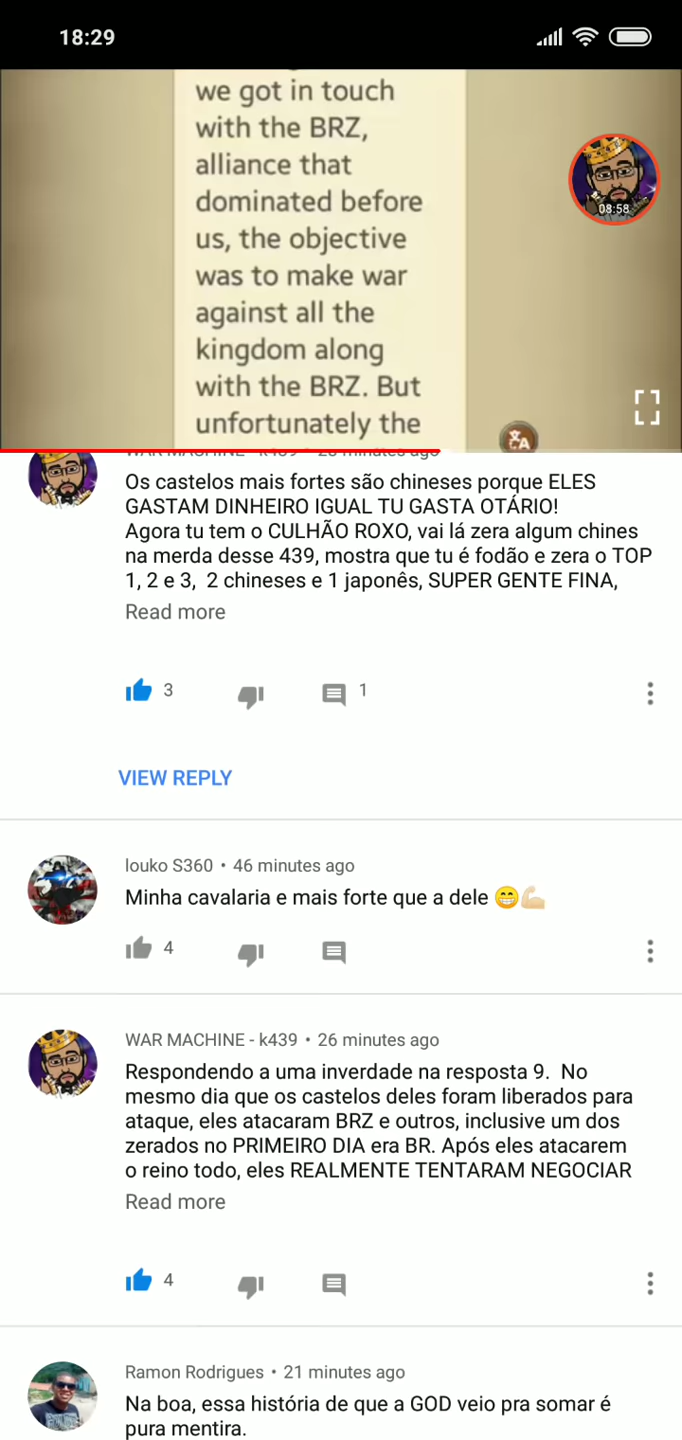 18:29
we got in touch
with the BRZ,
alliance that
dominated before
us, the objective
was to make war
against all the
kingdom along
with the BRZ. But
unfortunately the
08:58
WAR MACHINE - k439 •
minutes ago
Os castelos mais fortes são chineses porque ELES
GASTAM DINHEIRO IGUAL TU GASTA OTÁRIO!
Agora tu tem o CULHÃO ROXO, vai lá zera algum chines
na merda desse 439, mostra que tu é fodão e zera o TOP
1, 2 e 3,  2 chineses e 1 japonês, SUPER GENTE FINA,
Read more
3
1
VIEW REPLY
louko S360 • 46 minutes ago
Minha cavalaria e mais forte que a dele 😁💪🏻
4
WAR MACHINE - k439 • 26 minutes ago
Respondendo a uma inverdade na resposta 9.  No
mesmo dia que os castelos deles foram liberados para
ataque, eles atacaram BRZ e outros, inclusive um dos
zerados no PRIMEIRO DIA era BR. Após eles atacarem
o reino todo, eles REALMENTE TENTARAM NEGOCIAR
Read more
4
Ramon Rodrigues • 21 minutes ago
Na boa, essa história de que a GOD veio pra somar é
pura mentira.